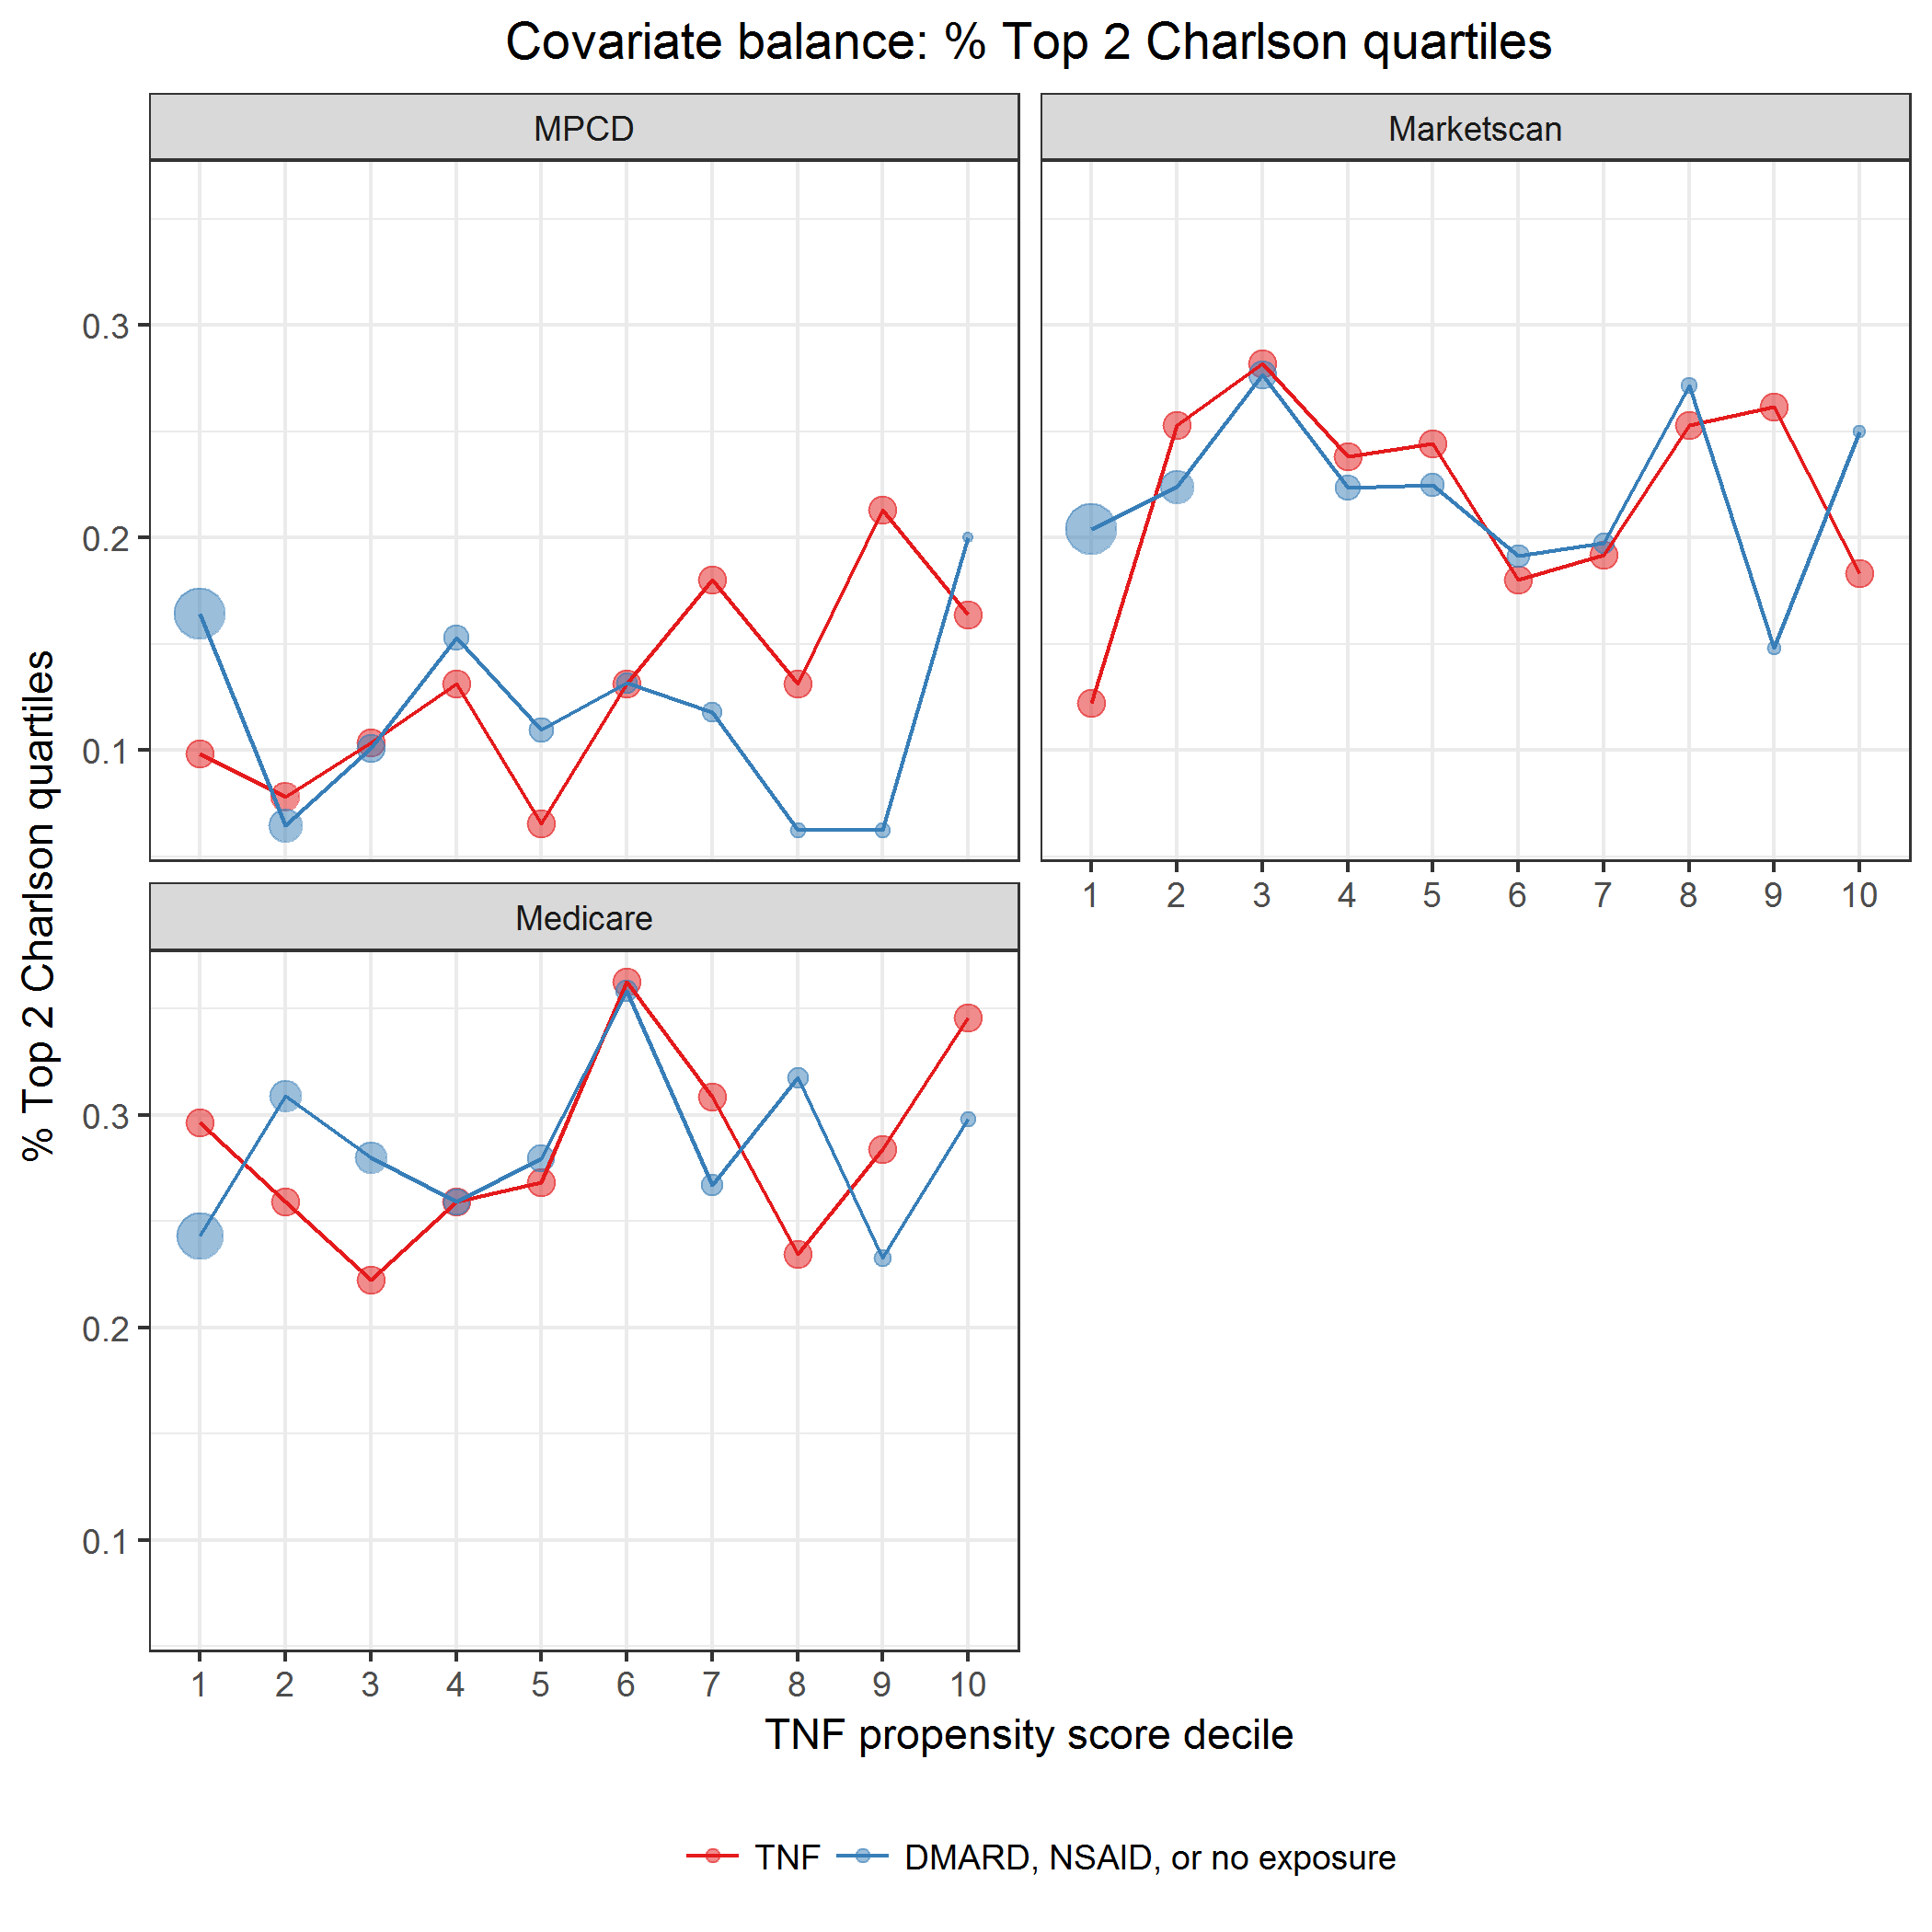 Covariate balance: % Top 2 Charlson quartiles
MPCD
Marketscan
0.3
0.2
0.1
1 2 3 4 5 6 7 8 9 10
% Top 2 Charlson quartiles
Medicare
0.3
0.2
0.1
1 2 3 4 5 6 7 8 9 10
TNF propensity score decile
TNF DMARD, NSAID, or no exposure